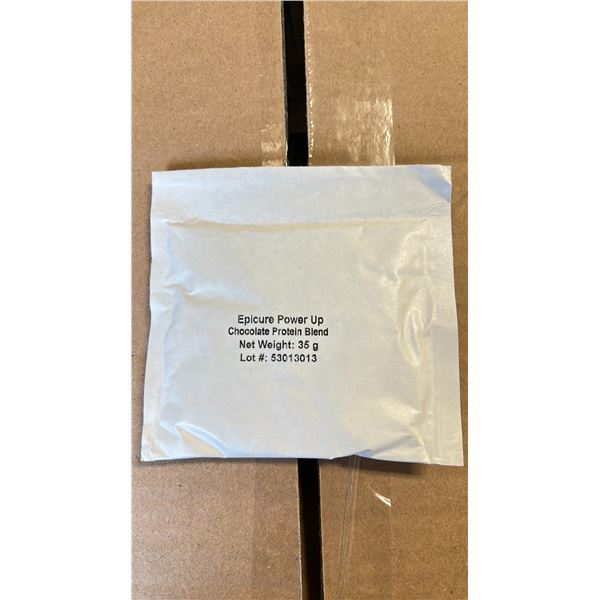 Epicure Power Up
Chocolate Protein Blend
Net Weight: 35 g
Lot #: 53013013